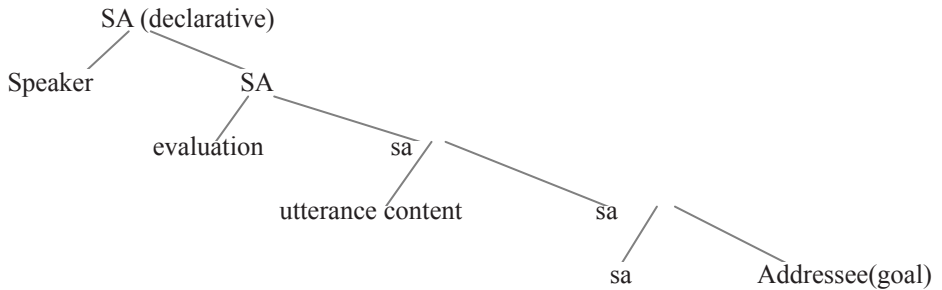 SA (declarative)
Speaker SA
evaluation sa
utterance content sa
sa Addressee(goal)